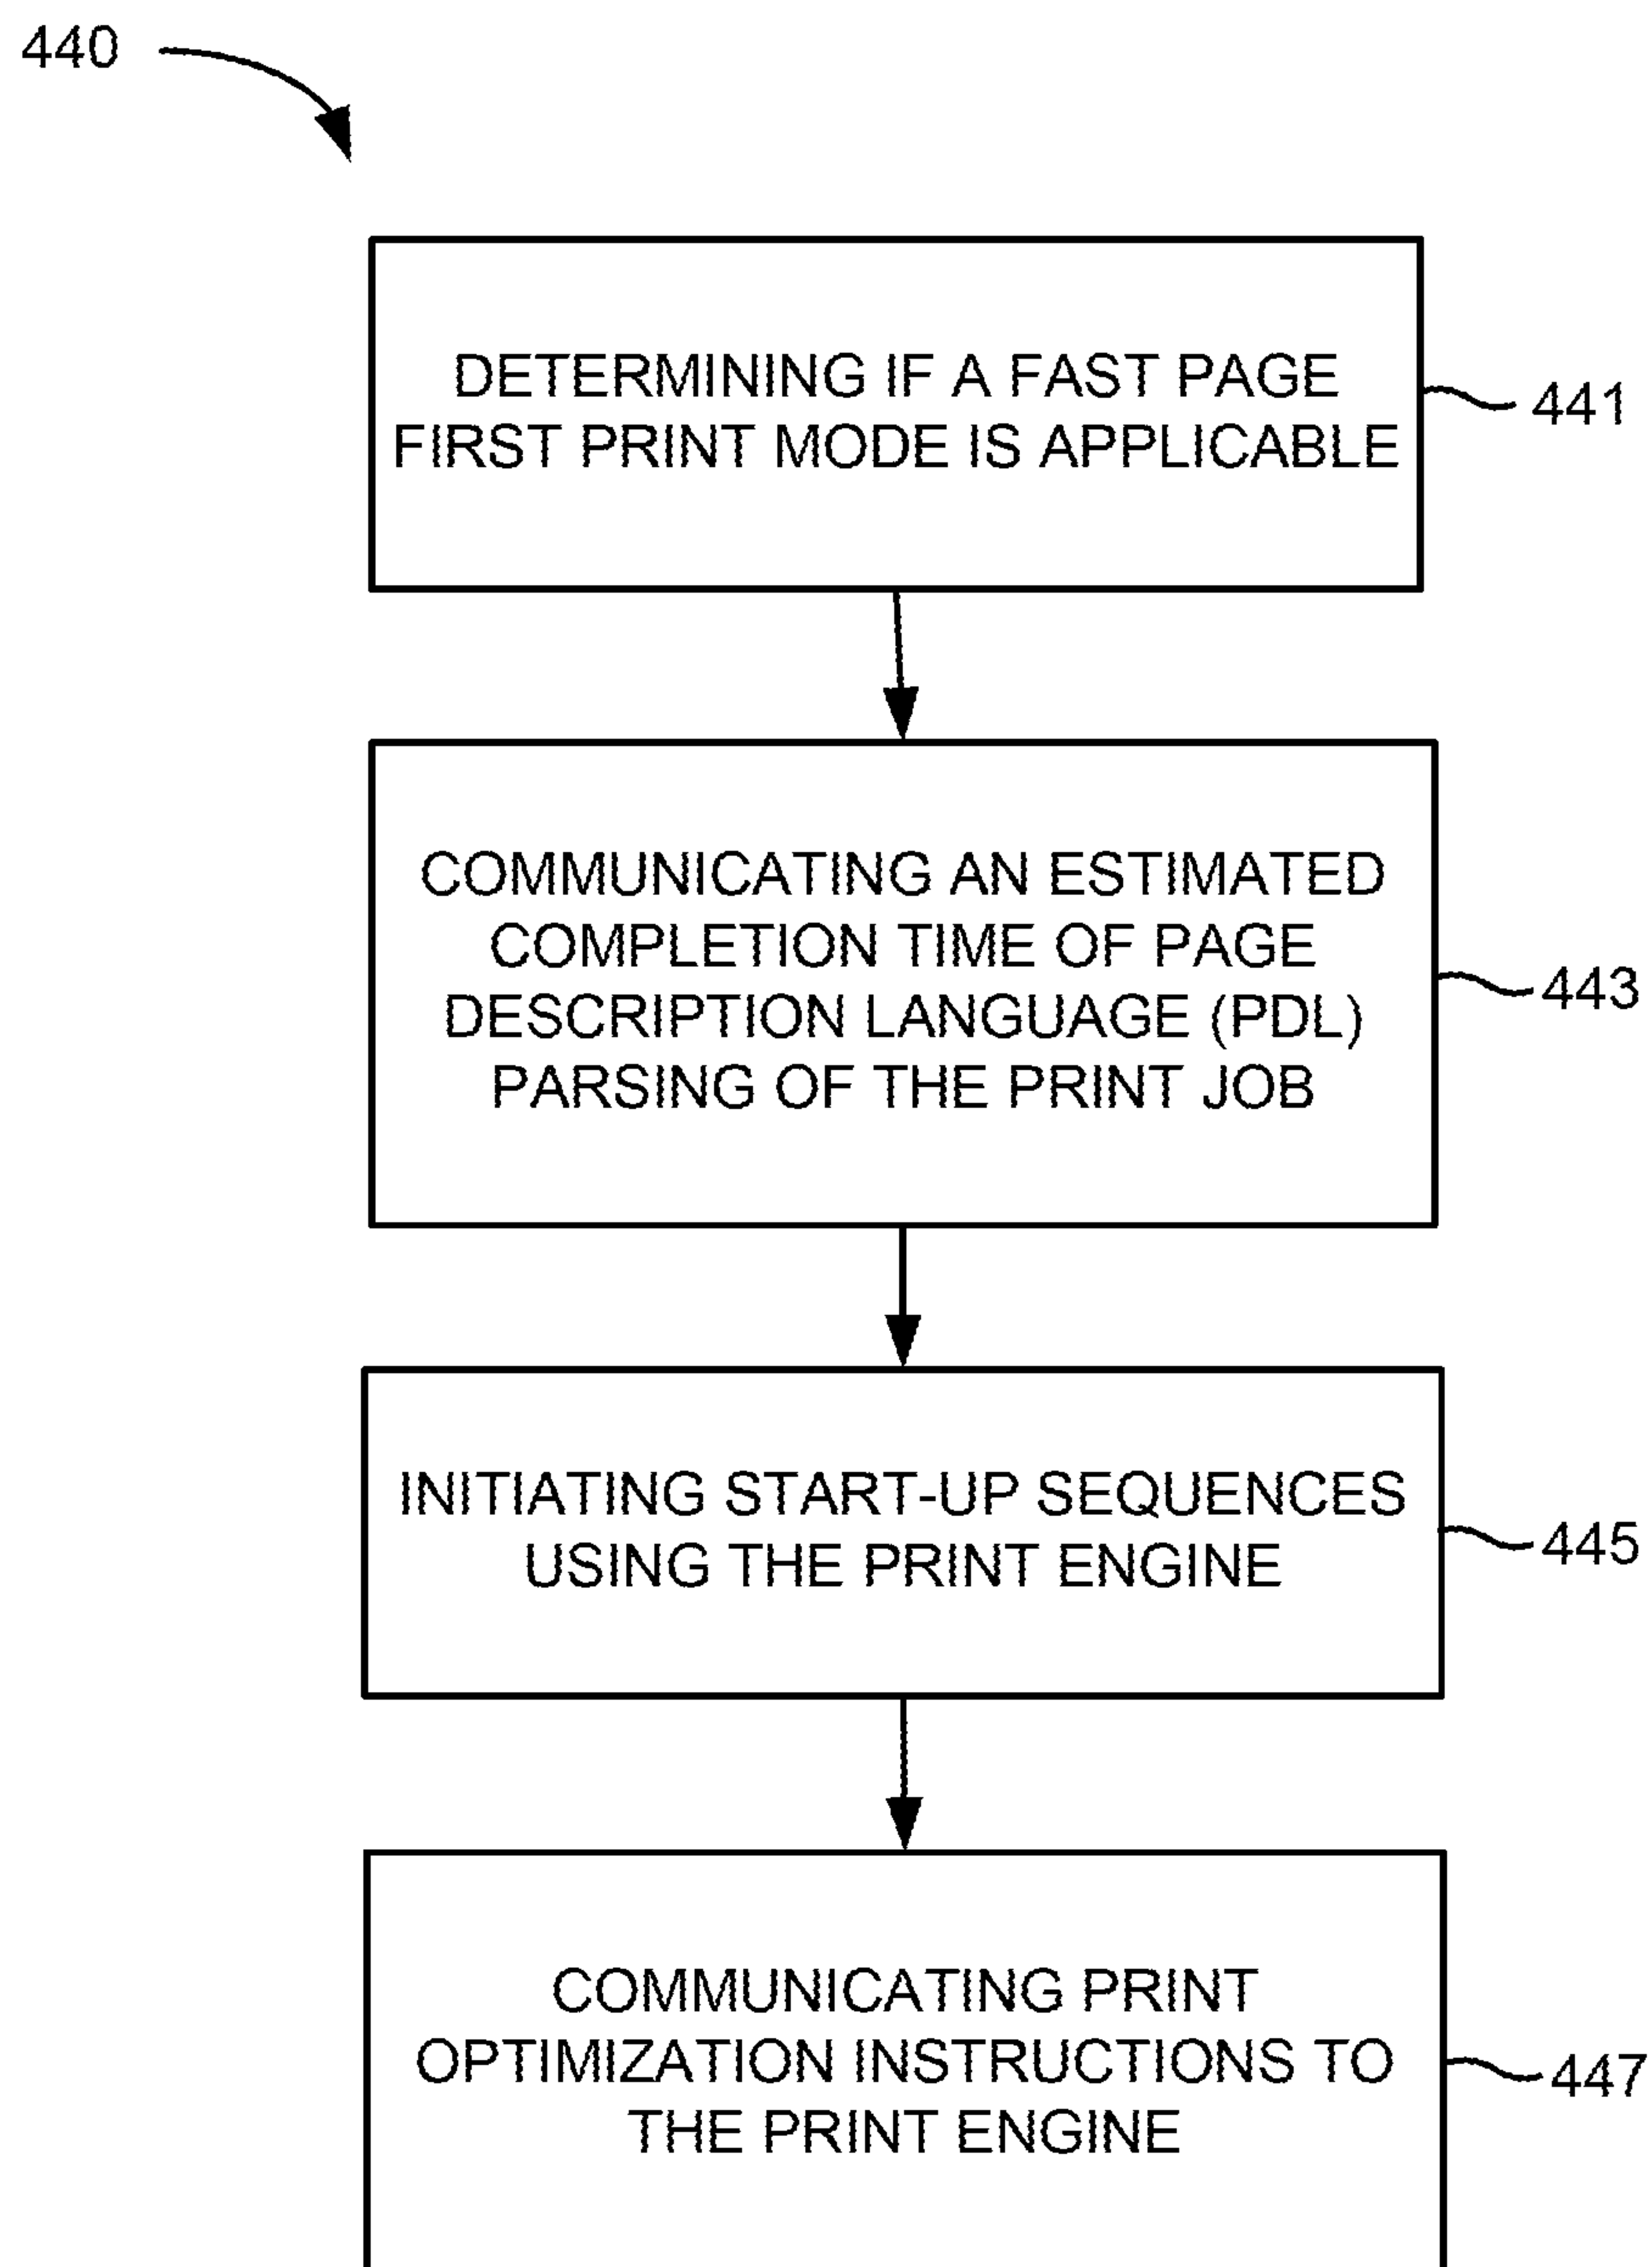 440
DETERMINING IF A FAST PAGE
FIRST PRINT MODE IS APPLICABLE
441
COMMUNICATING AN ESTIMATED
COMPLETION TIME OF PAGE
DESCRIPTION LANGUAGE (PDL)
PARSING OF THE PRINT JOB
443
INITIATING START-UP SEQUENCES
USING THE PRINT ENGINE
445
COMMUNICATING PRINT
OPTIMIZATION INSTRUCTIONS TO
THE PRINT ENGINE
447